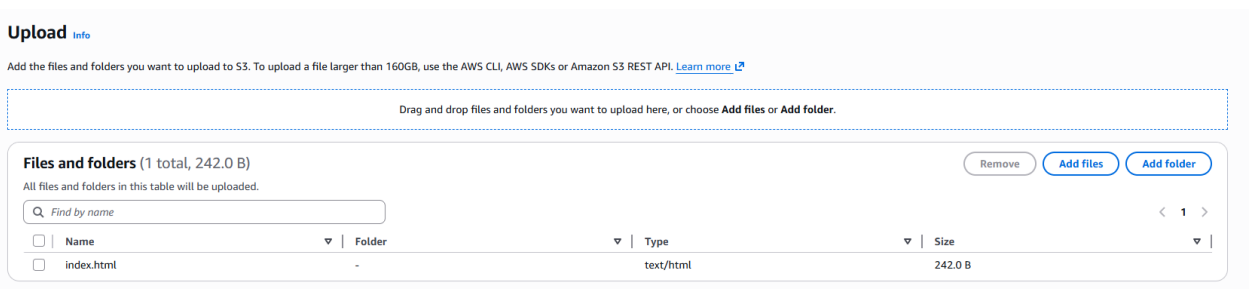 Upload Info
Add the files and folders you want to upload to S3. To upload a file larger than 160GB, use the AWS CLI, AWS SDKs or Amazon S3 REST API. Learn more
Drag and drop files and folders you want to upload here, or choose Add files or Add folder.
Files and folders (1 total, 242.0 B)
Remove Add files Add folder
All files and folders in this table will be uploaded.
Find by name
1
Name Folder Type Size
index.html - text/html 242.0 B